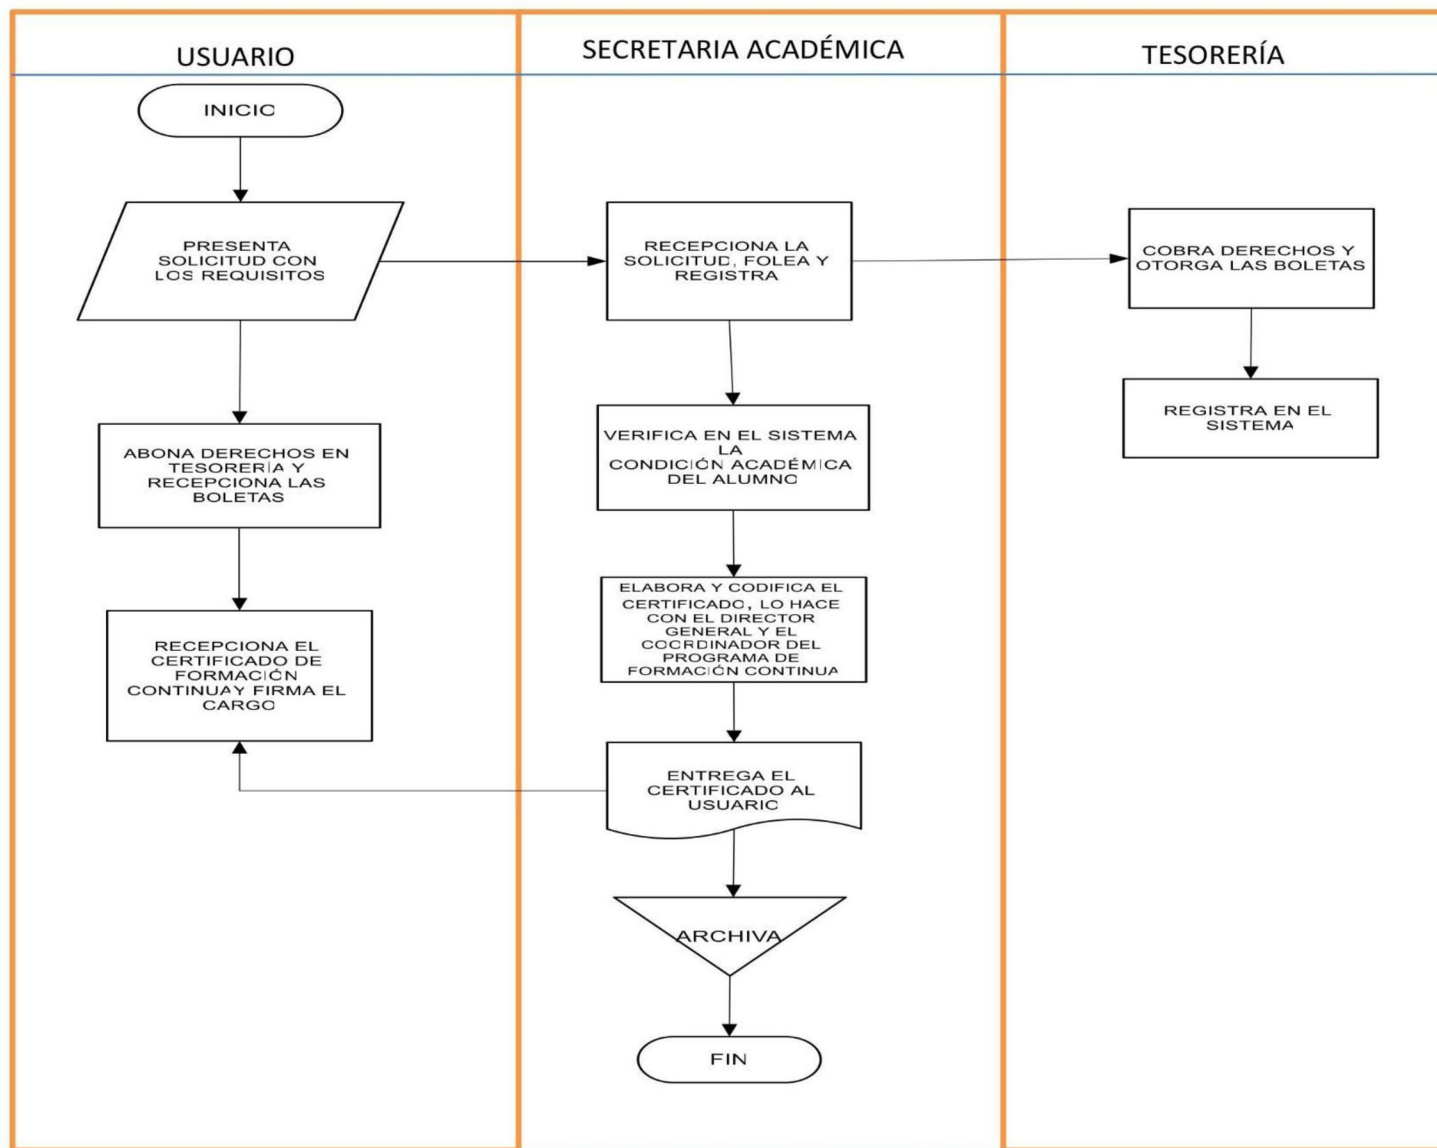 USUARIO
SECRETARIA ACADÉMICA
TESORERÍA
INICIO
PRESENTA
SOLICITUD CON
LOS REQUISITOS
RECEPCIONA LA
SOLICITUD, FOLEA Y
REGISTRA
COBRA DERECHOS Y
OTORGA LAS BOLETAS
REGISTRA EN EL
SISTEMA
ABONA DERECHOS EN
TESORERÍA Y
RECEPCIONA LAS
BOLETAS
VERIFICA EN EL SISTEMA
LA
CONDICIÓN ACADÉMICA
DEL ALUMNO
ELABORA Y CODIFICA EL
CERTIFICADO, LO HACE
CON EL DIRECTOR
GENERAL Y EL
COORDINADOR DEL
PROGRAMA DE
FORMACIÓN CONTINUA
RECEPCIONA EL
CERTIFICADO DE
FORMACIÓN
CONTINUAY FIRMA EL
CARGO
ENTREGA EL
CERTIFICADO AL
USUARIO
ARCHIVA
FIN